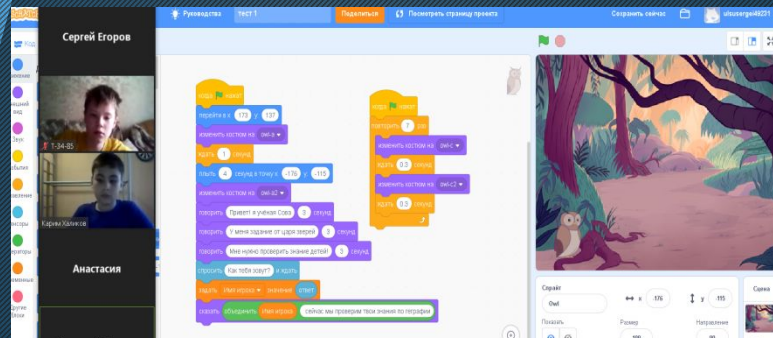 Руководства
тест 1
Поделиться
Посмотреть страницу проекта
Сохранить сейчас
Сергей Егоров
Т-34-85
Карим Халиков
Анастасия
когда нажат
перейти в x 173 y 137
изменить костюм на owl-a
ждать 1 секунд
плыть 4 секунд в точку x -176 y -115
изменить костюм на owl-a2
говорить Привет! я учёная Сова 3 секунд
говорить У меня задание от царя зверей 3 секунд
говорить Мне нужно проверить знание детей! 3 секунд
спросить Как тебя зовут? и ждать
задать Имя игрока значение ответ
сказать объединить Имя игрока сейчас мы проверим твои знания по географии
когда нажат
повторить 7 раз
изменить костюм на owl-c
ждать 0.3 секунд
изменить костюм на owl-c2
ждать 0.3 секунд
Спрайт
Owl
x -176
y -115
Показать
Размер
Направление
Сцена